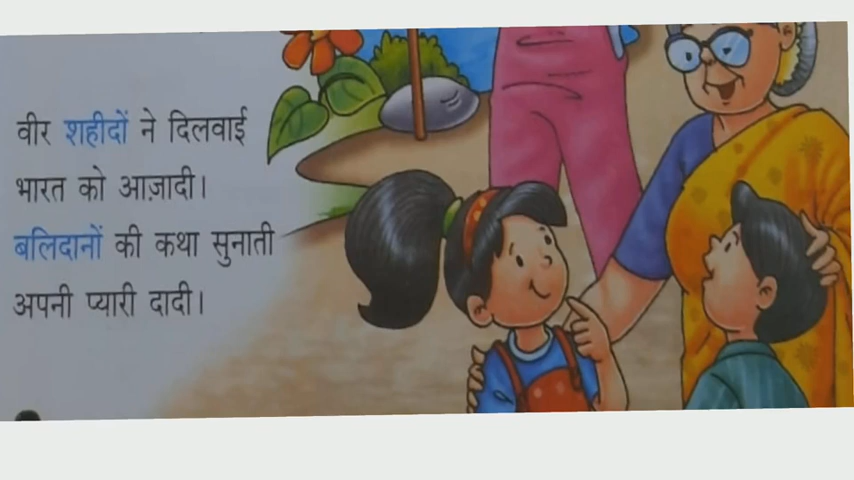 वीर शहीदों ने दिलवाई
भारत को आज़ादी।
बलिदानों की कथा सुनाती
अपनी प्यारी दादी।